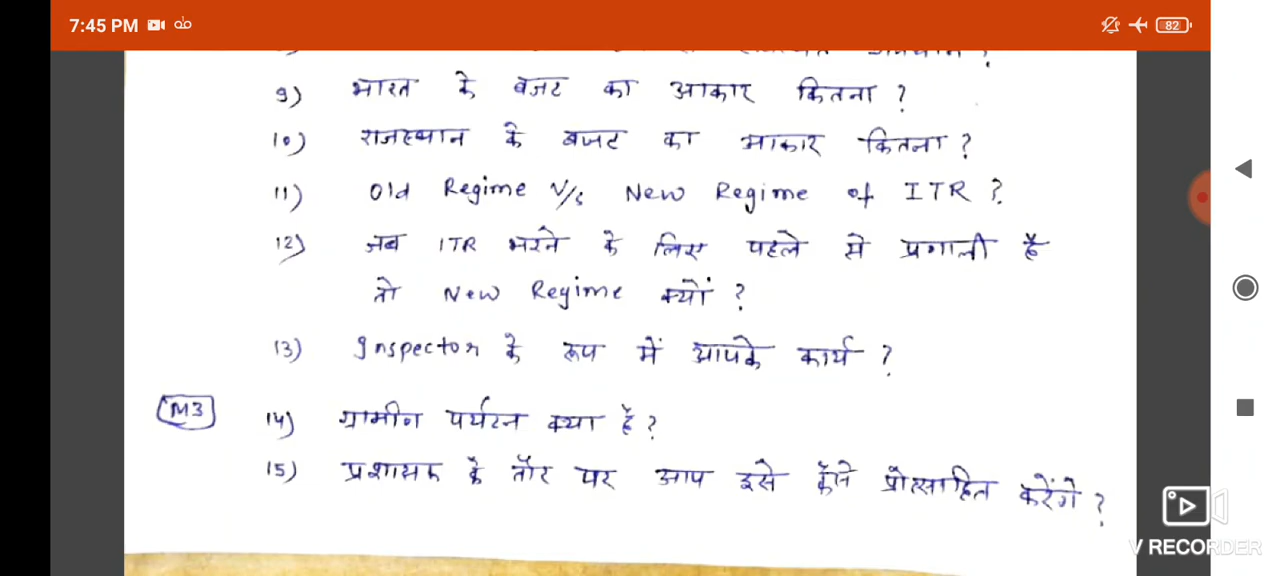 7:45 PM
82
9) भारत के बजट का आकार कितना ?
10) राजस्थान के बजट का आकार कितना ?
11) Old Regime V/s New Regime of ITR ?
12) जब ITR भरने के लिए पहले से प्रणाली है
तो New Regime क्यों ?
13) Inspector के रूप में आपके कार्य ?
M3
14) ग्रामीण पर्यटन क्या है ?
15) प्रशासक के तौर पर आप इसे कैसे प्रोत्साहित करेंगे ?
V RECORDER